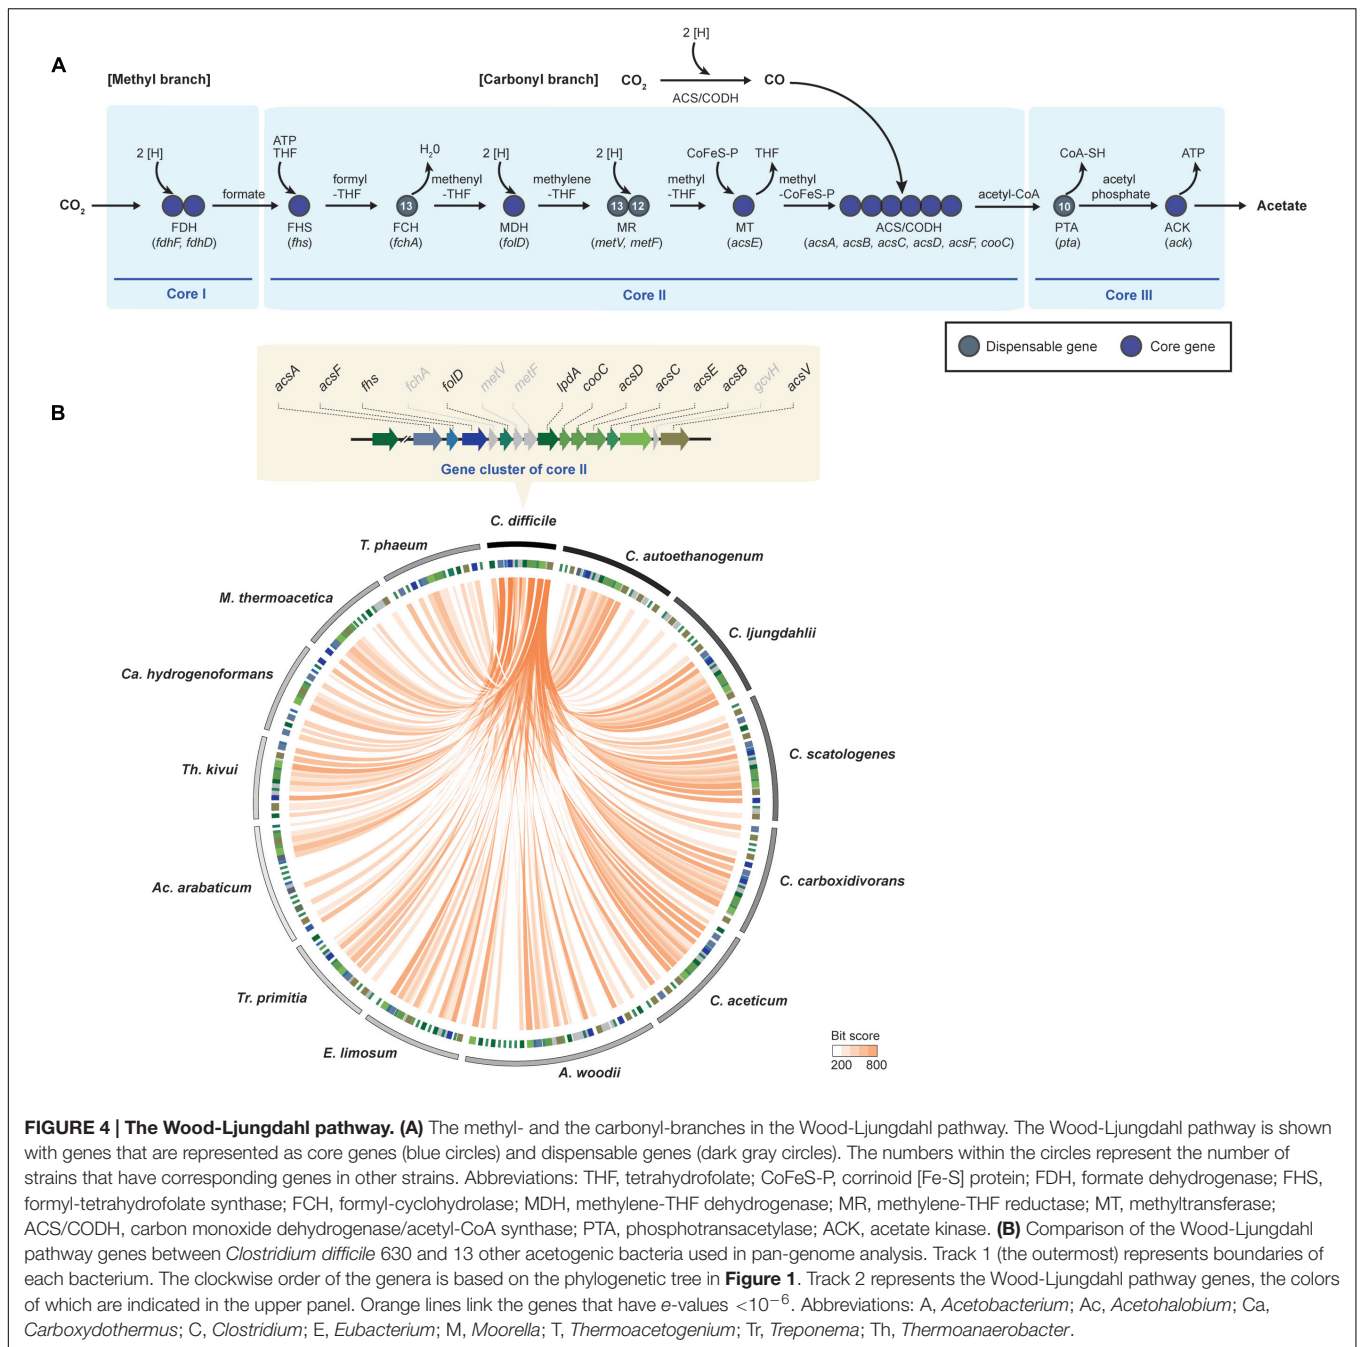 A
[Methyl branch]
[Carbonyl branch]
2 [H]
CO2
CO
ACS/CODH
CO2
2 [H]
FDH
(fdhF, fdhD)
formate
ATP
THF
FHS
(fhs)
formyl
-THF
H20
13
FCH
(fchA)
methenyl
-THF
2 [H]
MDH
(folD)
methylene
-THF
2 [H]
13 12
MR
(metV, metF)
methyl
-THF
CoFeS-P
THF
MT
(acsE)
methyl
-CoFeS-P
ACS/CODH
(acsA, acsB, acsC, acsD, acsF, cooC)
acetyl-CoA
CoA-SH
10
PTA
(pta)
acetyl
phosphate
ATP
ACK
(ack)
Acetate
Core I
Core II
Core III
Dispensable gene
Core gene
B
acsA
acsF
fhs
fchA
folD
metV
metF
lpdA
cooC
acsD
acsC
acsE
acsB
gcvH
acsV
Gene cluster of core II
C. difficile
C. autoethanogenum
C. ljungdahlii
C. scatologenes
C. carboxidivorans
C. aceticum
A. woodii
E. limosum
Tr. primitia
Ac. arabaticum
Th. kivui
Ca. hydrogenoformans
M. thermoacetica
T. phaeum
Bit score
200 800
FIGURE 4 | The Wood-Ljungdahl pathway. (A) The methyl- and the carbonyl-branches in the Wood-Ljungdahl pathway. The Wood-Ljungdahl pathway is shown
with genes that are represented as core genes (blue circles) and dispensable genes (dark gray circles). The numbers within the circles represent the number of
strains that have corresponding genes in other strains. Abbreviations: THF, tetrahydrofolate; CoFeS-P, corrinoid [Fe-S] protein; FDH, formate dehydrogenase; FHS,
formyl-tetrahydrofolate synthase; FCH, formyl-cyclohydrolase; MDH, methylene-THF dehydrogenase; MR, methylene-THF reductase; MT, methyltransferase;
ACS/CODH, carbon monoxide dehydrogenase/acetyl-CoA synthase; PTA, phosphotransacetylase; ACK, acetate kinase. (B) Comparison of the Wood-Ljungdahl
pathway genes between Clostridium difficile 630 and 13 other acetogenic bacteria used in pan-genome analysis. Track 1 (the outermost) represents boundaries of
each bacterium. The clockwise order of the genera is based on the phylogenetic tree in Figure 1. Track 2 represents the Wood-Ljungdahl pathway genes, the colors
of which are indicated in the upper panel. Orange lines link the genes that have e-values <10−6. Abbreviations: A, Acetobacterium; Ac, Acetohalobium; Ca,
Carboxydothermus; C, Clostridium; E, Eubacterium; M, Moorella; T, Thermoacetogenium; Tr, Treponema; Th, Thermoanaerobacter.